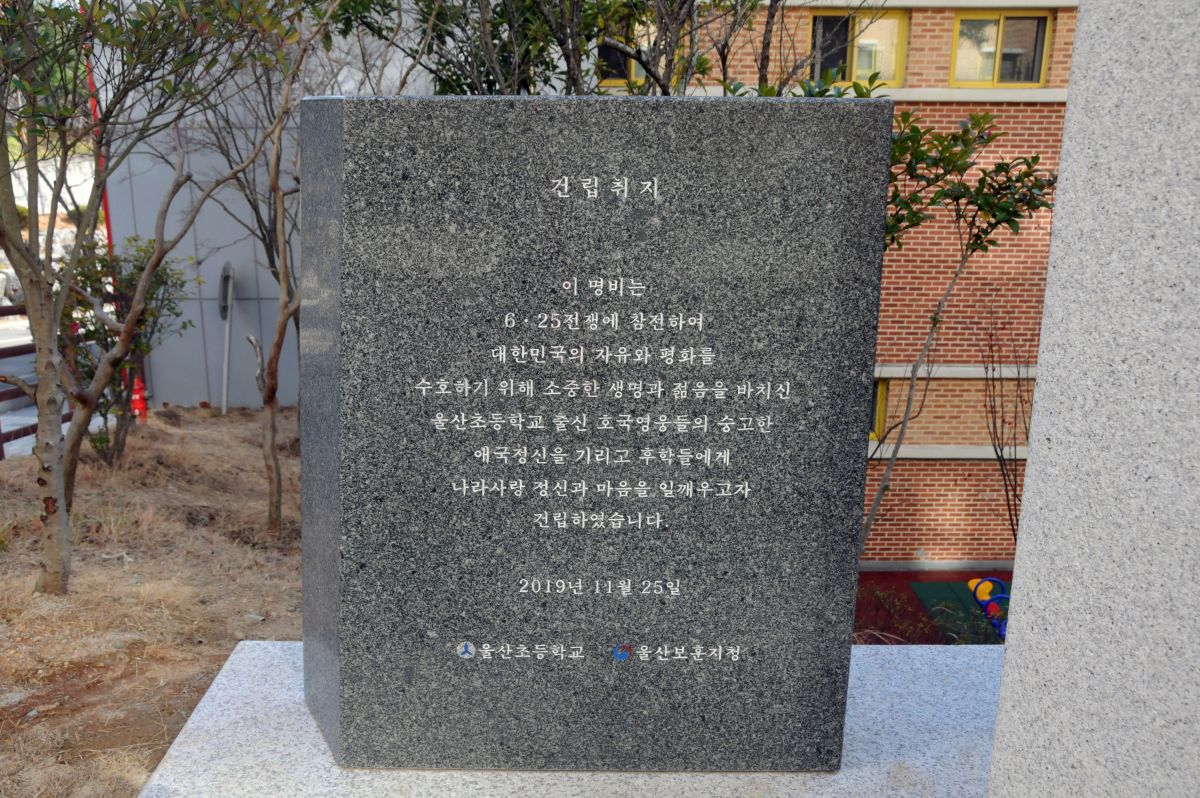 건립취지
이 명비는
6·25전쟁에 참전하여
대한민국의 자유와 평화를
수호하기 위해 소중한 생명과 젊음을 바치신
울산초등학교 출신 호국영웅들의 숭고한
애국정신을 기리고 후학들에게
나라사랑 정신과 마음을 일깨우고자
건립하였습니다.
2019년 11월 25일
울산초등학교 울산보훈지청